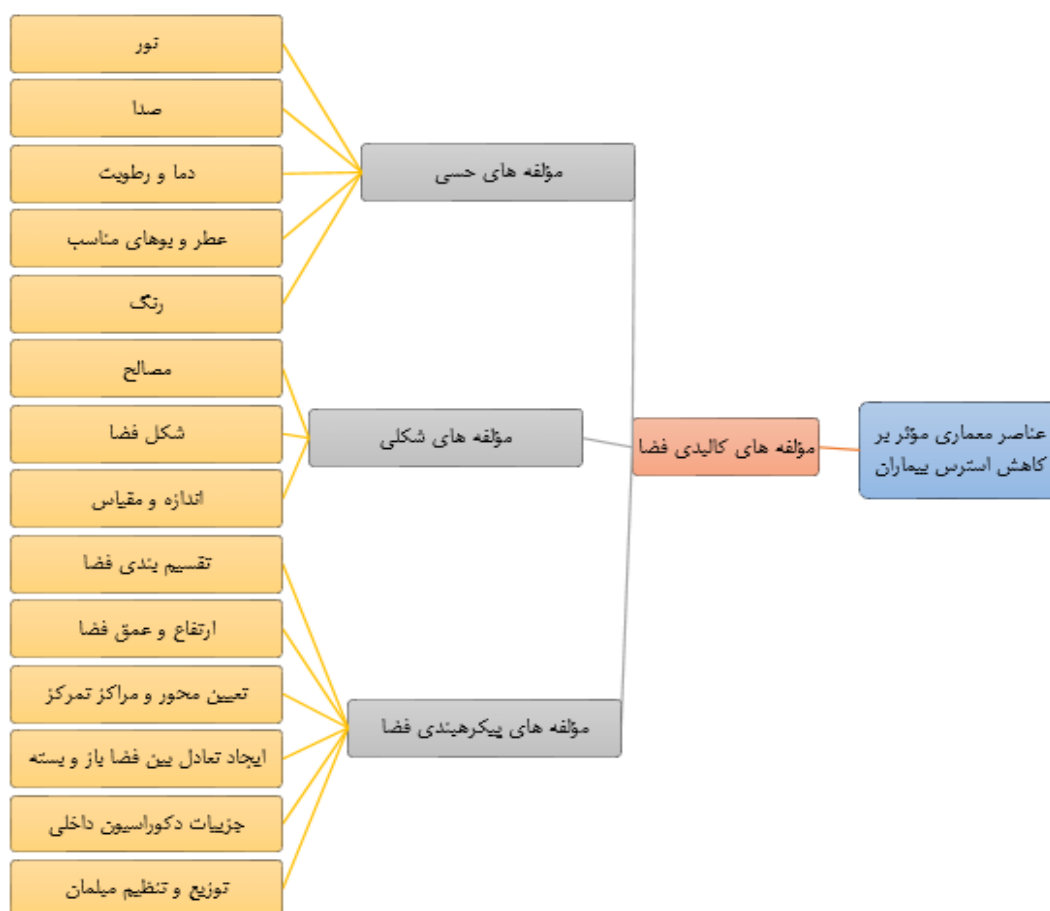 عناصر معماری مؤثر بر
کاهش استرس بیماران
مؤلفه های کالبدی فضا
مؤلفه های حسی
نور
صدا
دما و رطوبت
عطر و بوهای مناسب
رنگ
مؤلفه های شکلی
مصالح
شکل فضا
اندازه و مقیاس
مؤلفه های پیکرهبندی فضا
تقسیم بندی فضا
ارتفاع و عمق فضا
تعیین محور و مراکز تمرکز
ایجاد تعادل بین فضا باز و بسته
جزییات دکوراسیون داخلی
توزیع و تنظیم میلمان